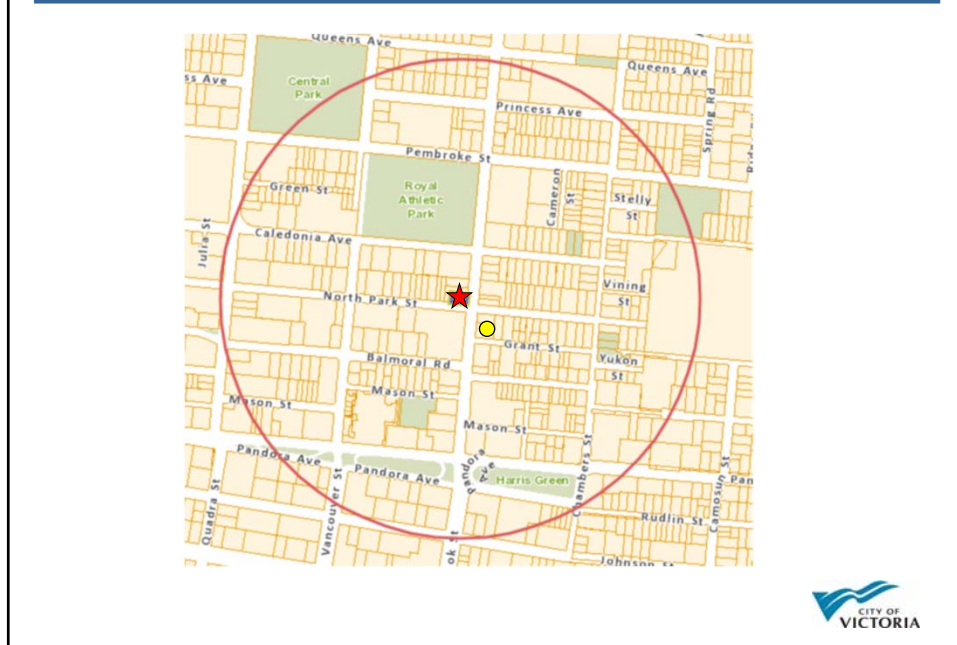 Queens Ave
Queens Ave
ss Ave
Central
Park
Princess Ave
Spring Rd
Pembroke St
Green St
Royal
Athletic
Park
Cameron
St
Stelly
St
Julia St
Caledonia Ave
Vining
St
North Park St
Grant St
Yukon
St
Balmoral Rd
Mason St
Mason St
Mason St
Pandora Ave
Pandora Ave
Pandora
Ave
Harris Green
Pan
Quadra St
Vancouver St
Chambers St
Camosun St
Rudlin St
ok St
Johnson St
CITY OF
VICTORIA